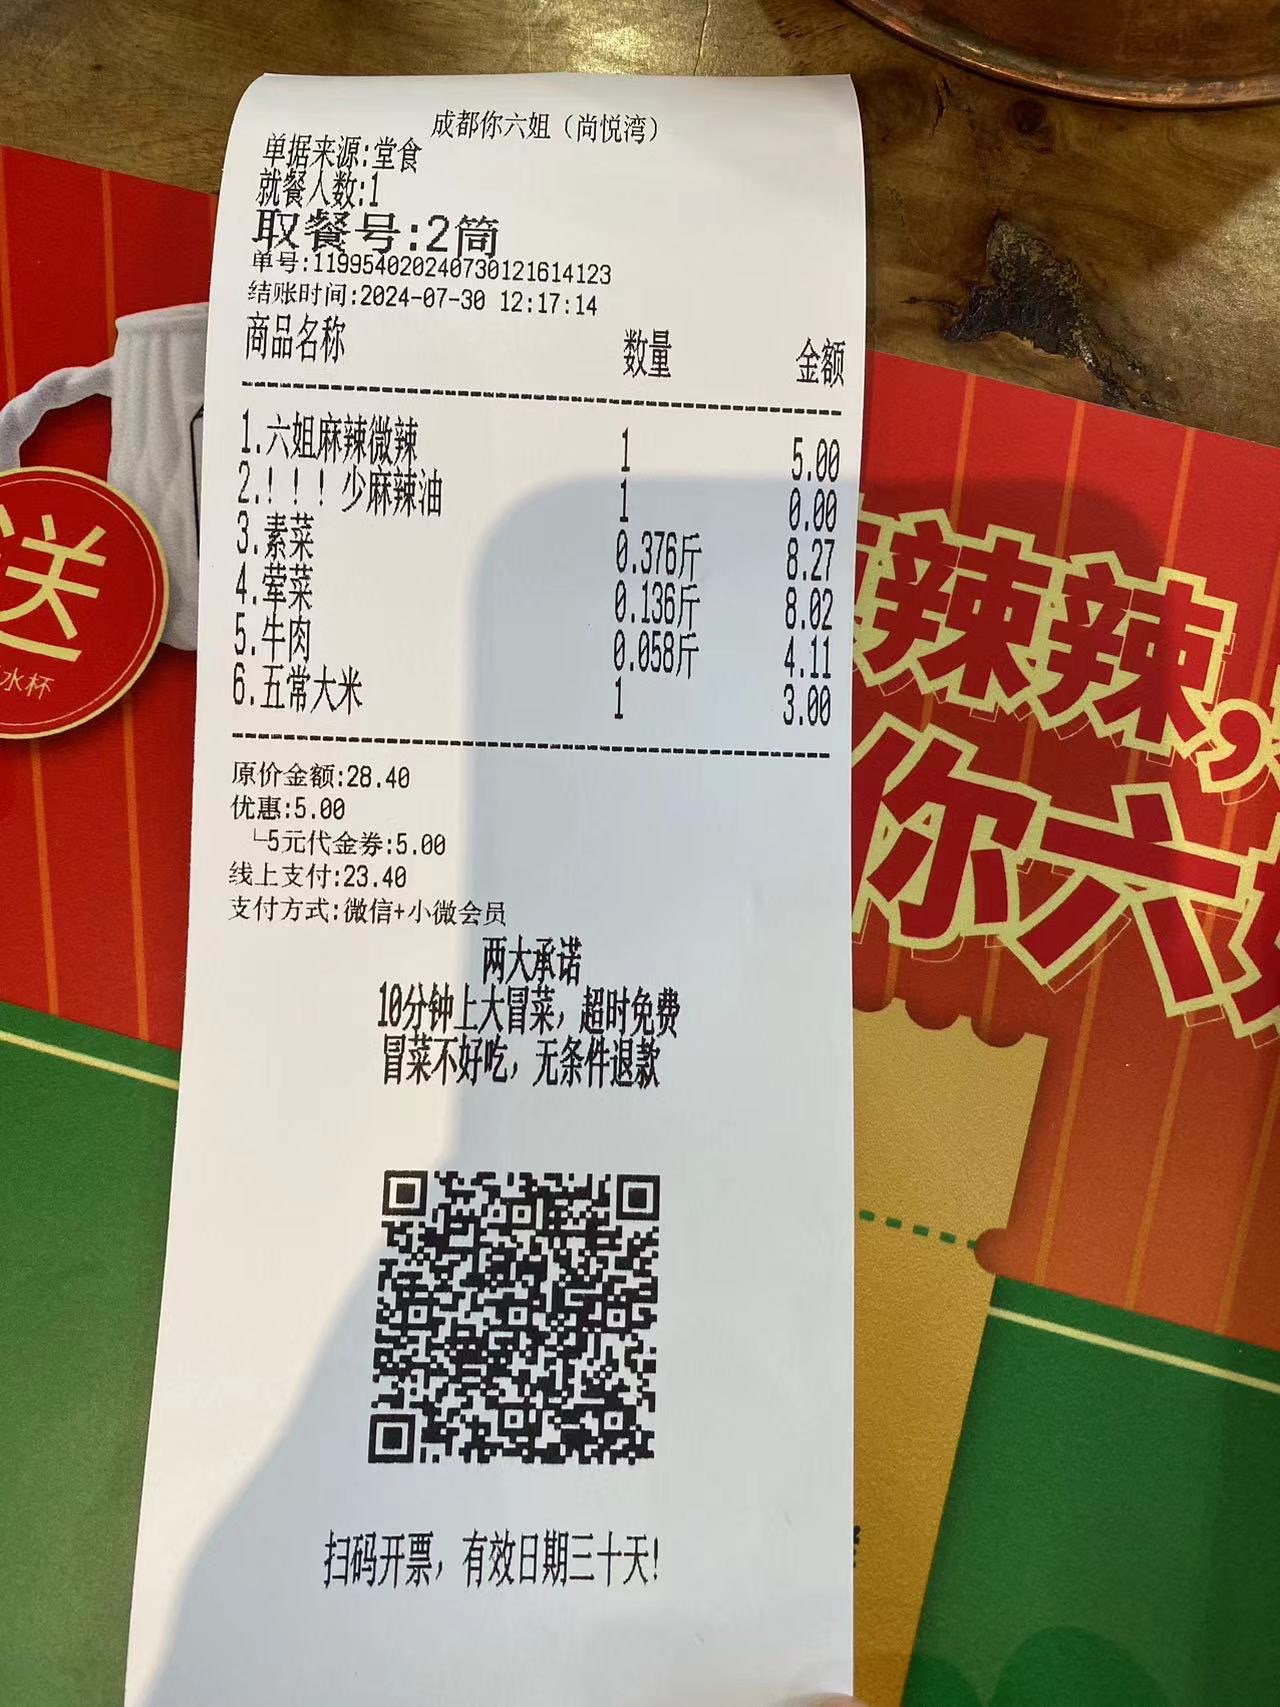 成都你六姐（尚悦湾）
单据来源:堂食
就餐人数:1
取餐号:2筒
单号:119954020240730121614123
结账时间:2024-07-30 12:17:14
商品名称 数量 金额
1.六姐麻辣微辣 1 5.00
2.！！！少麻辣油 1 0.00
3.素菜 0.376斤 8.27
4.荤菜 0.136斤 8.02
5.牛肉 0.058斤 4.11
6.五常大米 1 3.00
原价金额:28.40
优惠:5.00
└5元代金券:5.00
线上支付:23.40
支付方式:微信+小微会员
两大承诺
10分钟上大冒菜，超时免费
冒菜不好吃，无条件退款
扫码开票，有效日期三十天!
送
水杯
辣辣，
你六